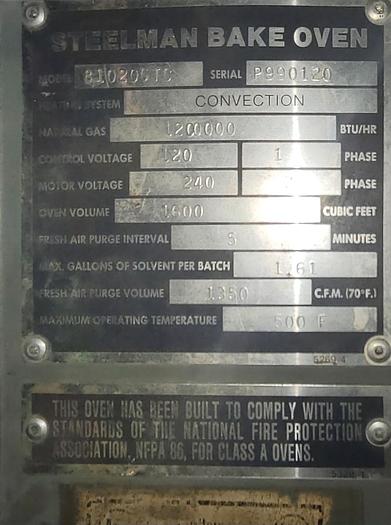 STEELMAN BAKE OVEN
MODEL 810200TC SERIAL P990120
HEATING SYSTEM CONVECTION
NATURAL GAS 1200000 BTU/HR
CONTROL VOLTAGE 120 1 PHASE
MOTOR VOLTAGE 240 PHASE
OVEN VOLUME 1600 CUBIC FEET
FRESH AIR PURGE INTERVAL 5 MINUTES
MAX. GALLONS OF SOLVENT PER BATCH 1.61
FRESH AIR PURGE VOLUME 1350 C.F.M. (70°F.)
MAXIMUM OPERATING TEMPERATURE 500 F
5289 4
THIS OVEN HAS BEEN BUILT TO COMPLY WITH THE
STANDARDS OF THE NATIONAL FIRE PROTECTION
ASSOCIATION, NFPA 86, FOR CLASS A OVENS.